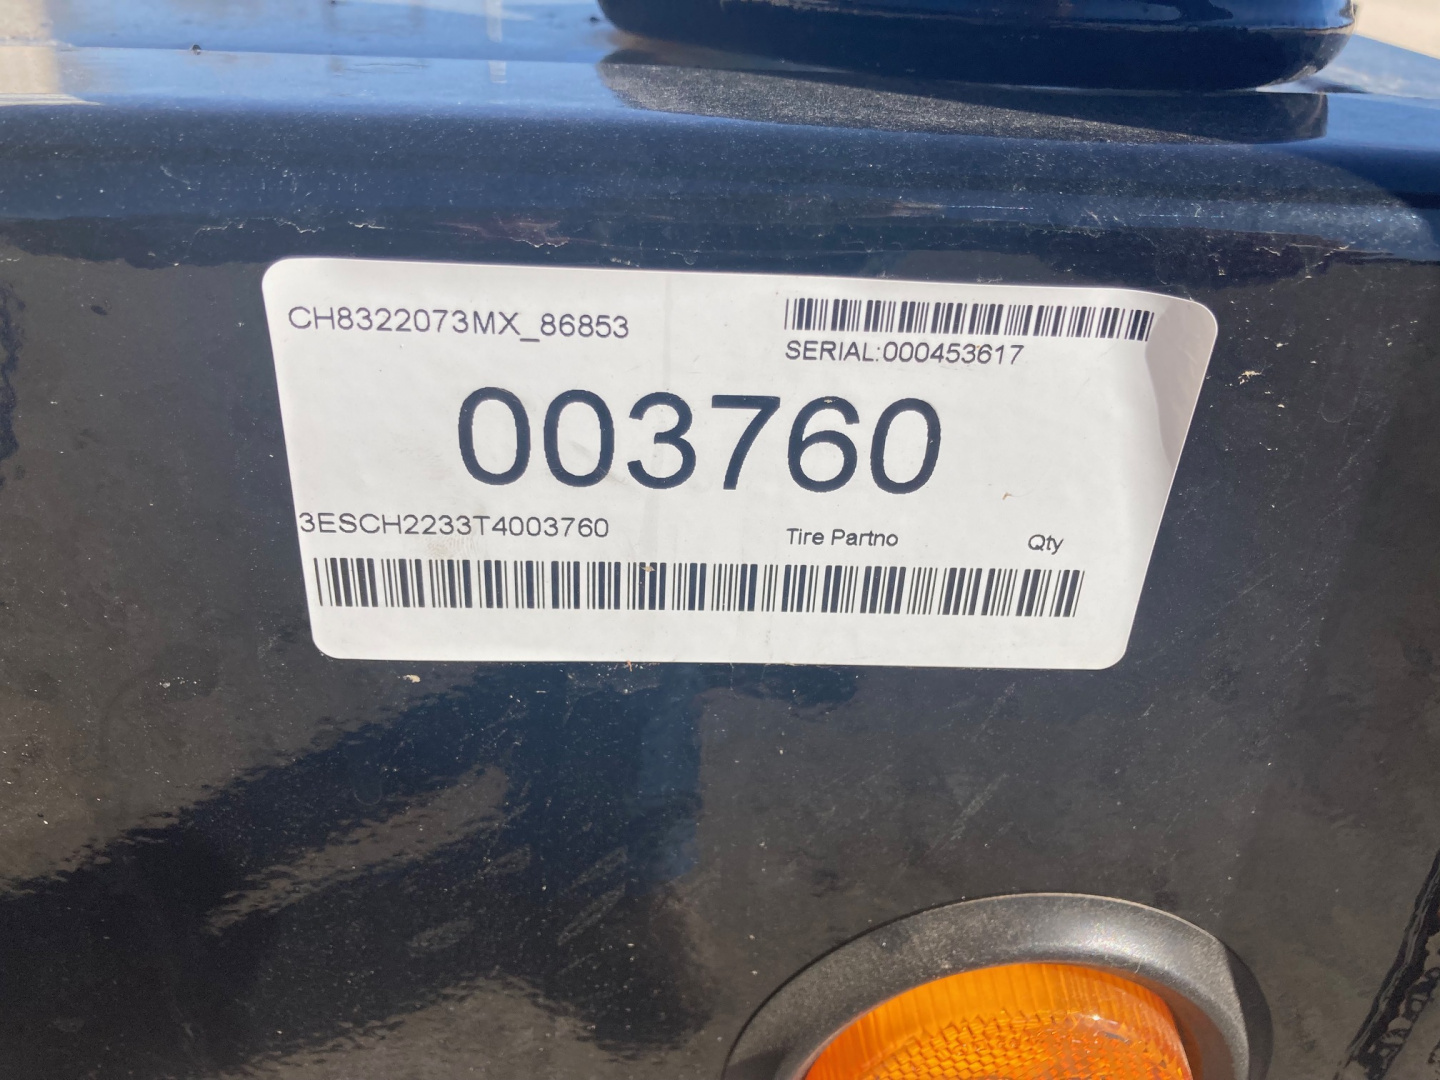 CH8322073MX_86853
SERIAL:000453617
003760
3ESCH2233T4003760
Tire Partno
Qty